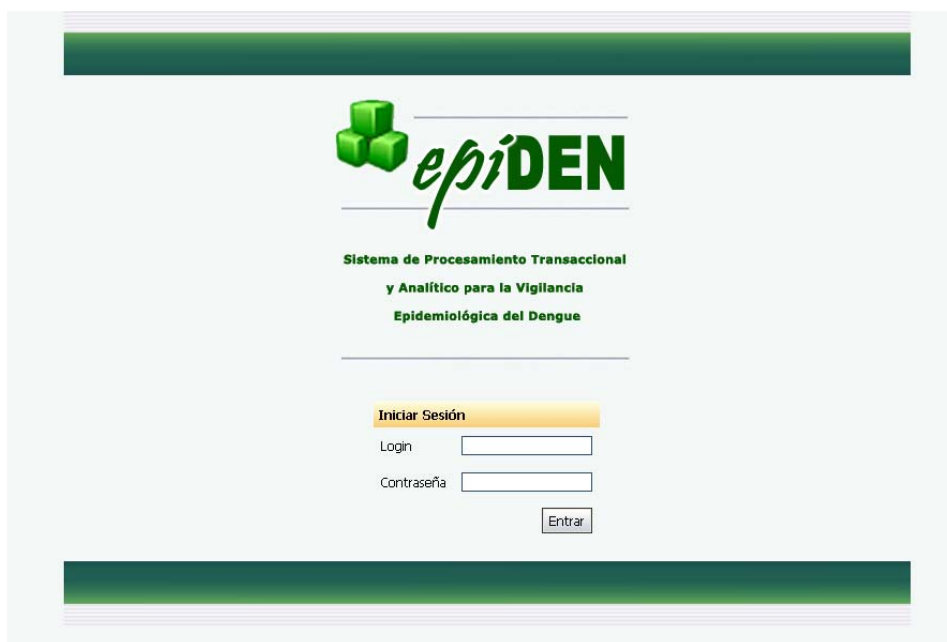 epiDEN
Sistema de Procesamiento Transaccional
y Analítico para la Vigilancia
Epidemiológica del Dengue
Iniciar Sesión
Login
Contraseña
Entrar